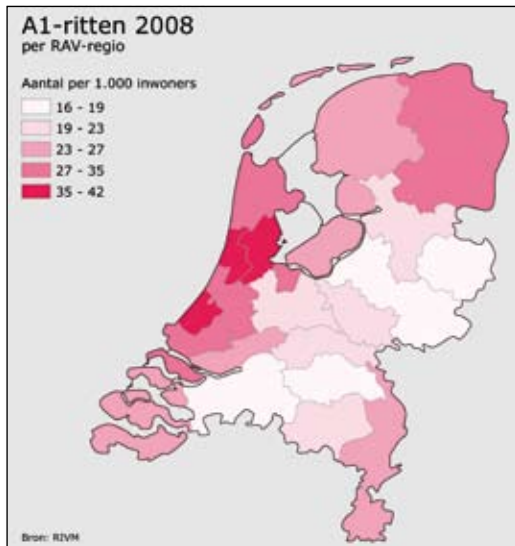 A1-ritten 2008
per RAV-regio
Aantal per 1.000 inwoners
16 - 19
19 - 23
23 - 27
27 - 35
35 - 42
Bron: RIVM